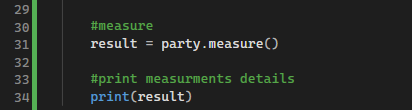 29
30 #measure
31 result = party.measure()
32
33 #print measurments details
34 print(result)